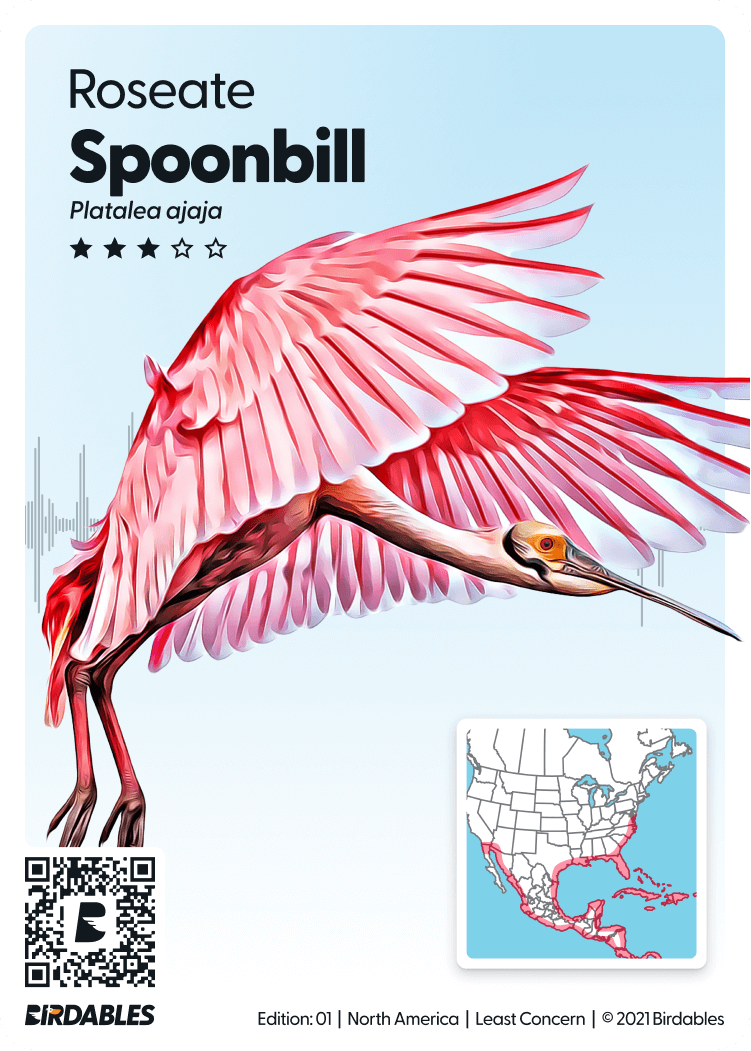 Roseate
Spoonbill
Platalea ajaja
B
BIRDABLES
Edition: 01 | North America | Least Concern | © 2021 Birdables